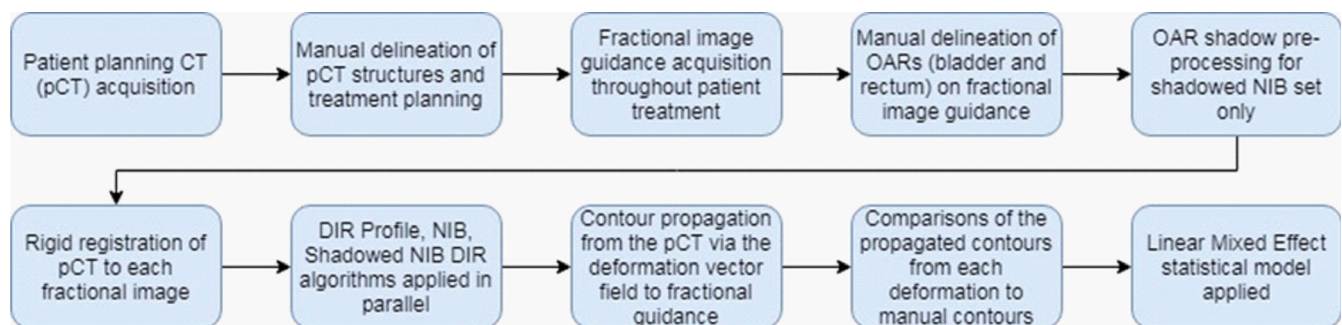 Patient planning CT
(pCT) acquisition
Manual delineation of
pCT structures and
treatment planning
Fractional image
guidance acquisition
throughout patient
treatment
Manual delineation of
OARs (bladder and
rectum) on fractional
image guidance
OAR shadow pre-
processing for
shadowed NIB set
only
Rigid registration of
pCT to each
fractional image
DIR Profile, NIB,
Shadowed NIB DIR
algorithms applied in
parallel
Contour propagation
from the pCT via the
deformation vector
field to fractional
guidance
Comparisons of the
propagated contours
from each
deformation to
manual contours
Linear Mixed Effect
statistical model
applied